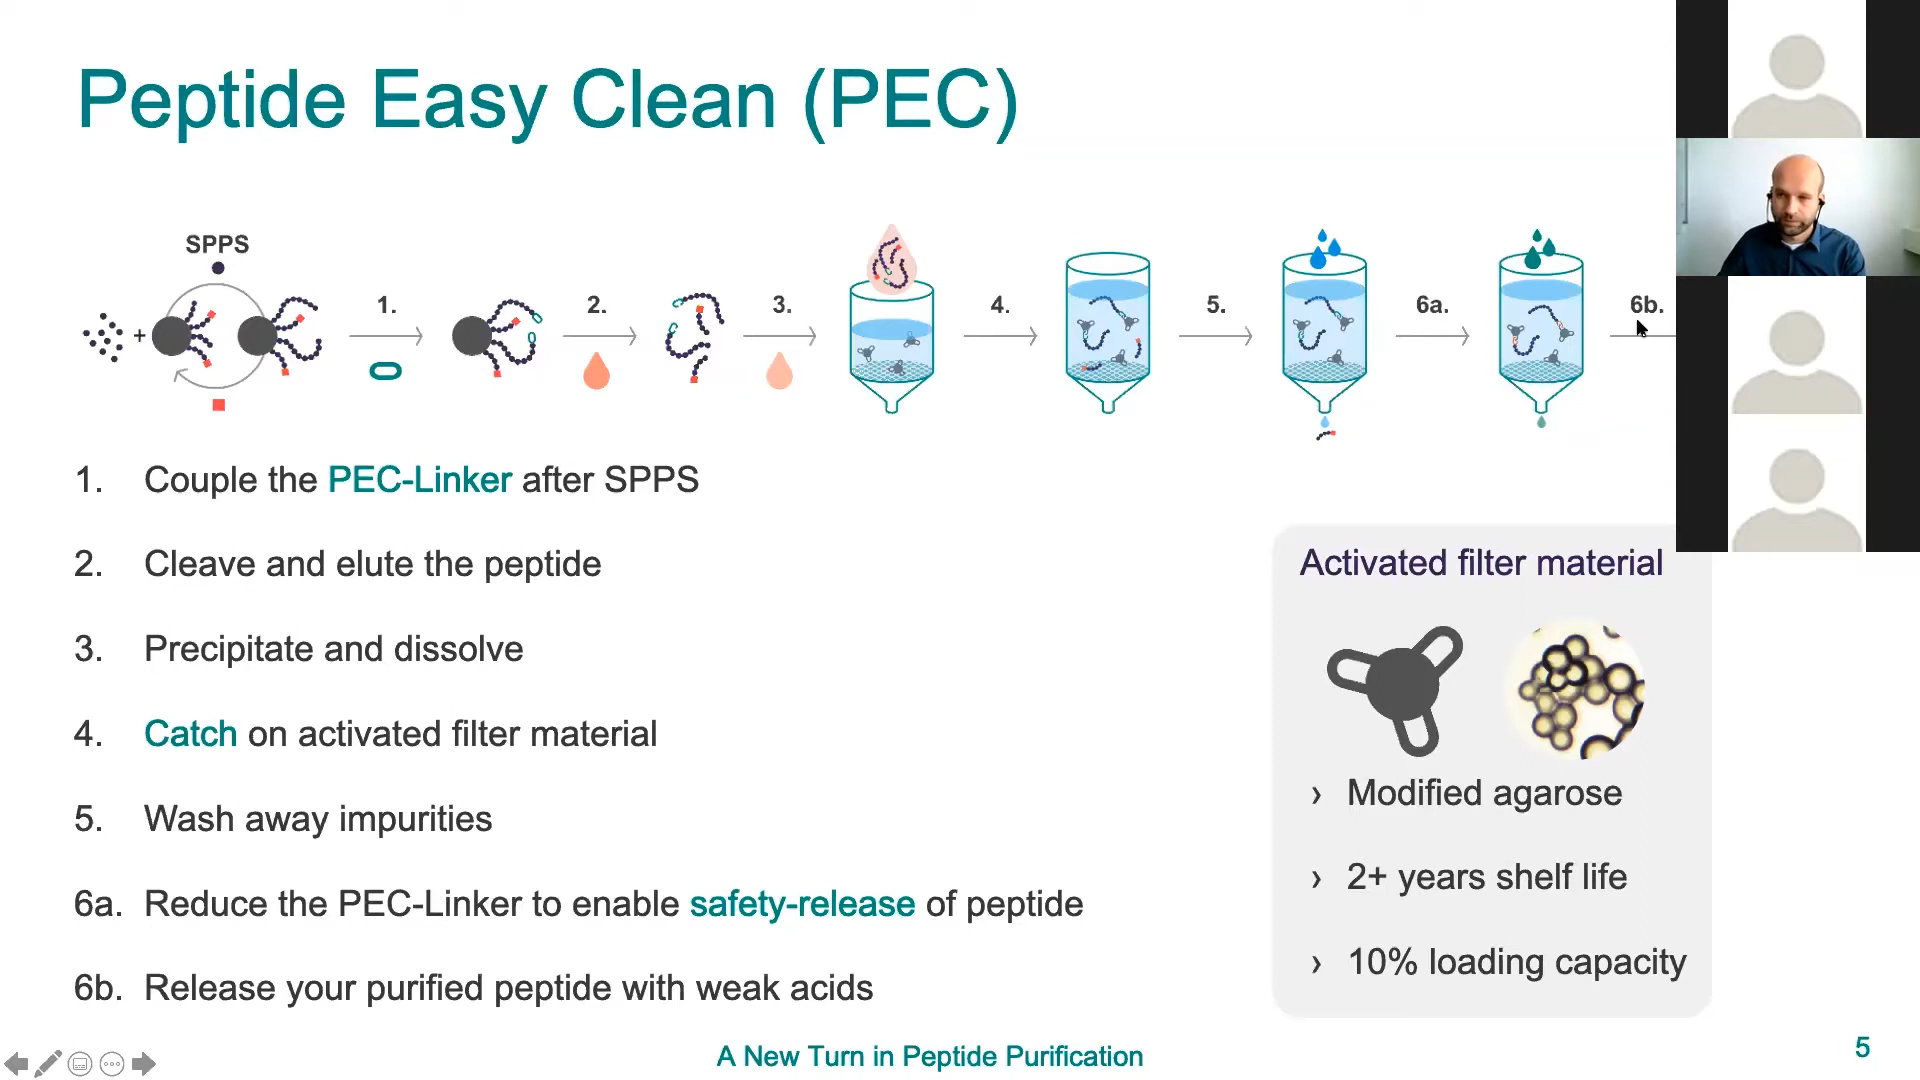 Peptide Easy Clean (PEC)
SPPS
+
1.
2.
3.
4.
5.
6a.
6b.
1. Couple the PEC-Linker after SPPS
2. Cleave and elute the peptide
3. Precipitate and dissolve
4. Catch on activated filter material
5. Wash away impurities
6a. Reduce the PEC-Linker to enable safety-release of peptide
6b. Release your purified peptide with weak acids
Activated filter material
› Modified agarose
› 2+ years shelf life
› 10% loading capacity
A New Turn in Peptide Purification
5